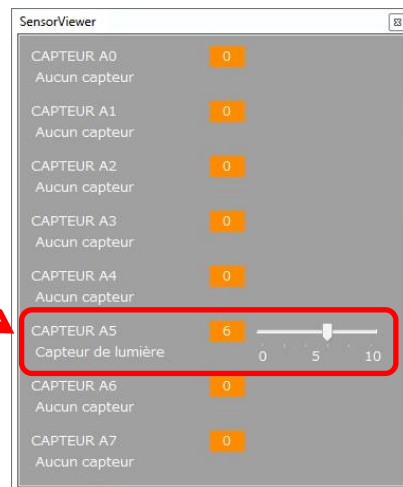 SensorViewer
CAPTEUR A0 0
Aucun capteur
CAPTEUR A1 0
Aucun capteur
CAPTEUR A2 0
Aucun capteur
CAPTEUR A3 0
Aucun capteur
CAPTEUR A4 0
Aucun capteur
CAPTEUR A5 6
Capteur de lumière 0 5 10
CAPTEUR A6 0
Aucun capteur
CAPTEUR A7 0
Aucun capteur